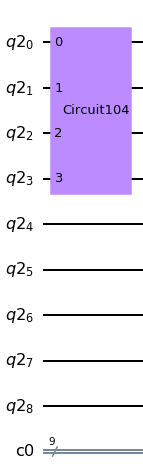 q2₀ 0
q2₁ 1
Circuit104
q2₂ 2
q2₃ 3
q2₄
q2₅
q2₆
q2₇
q2₈
9
c0